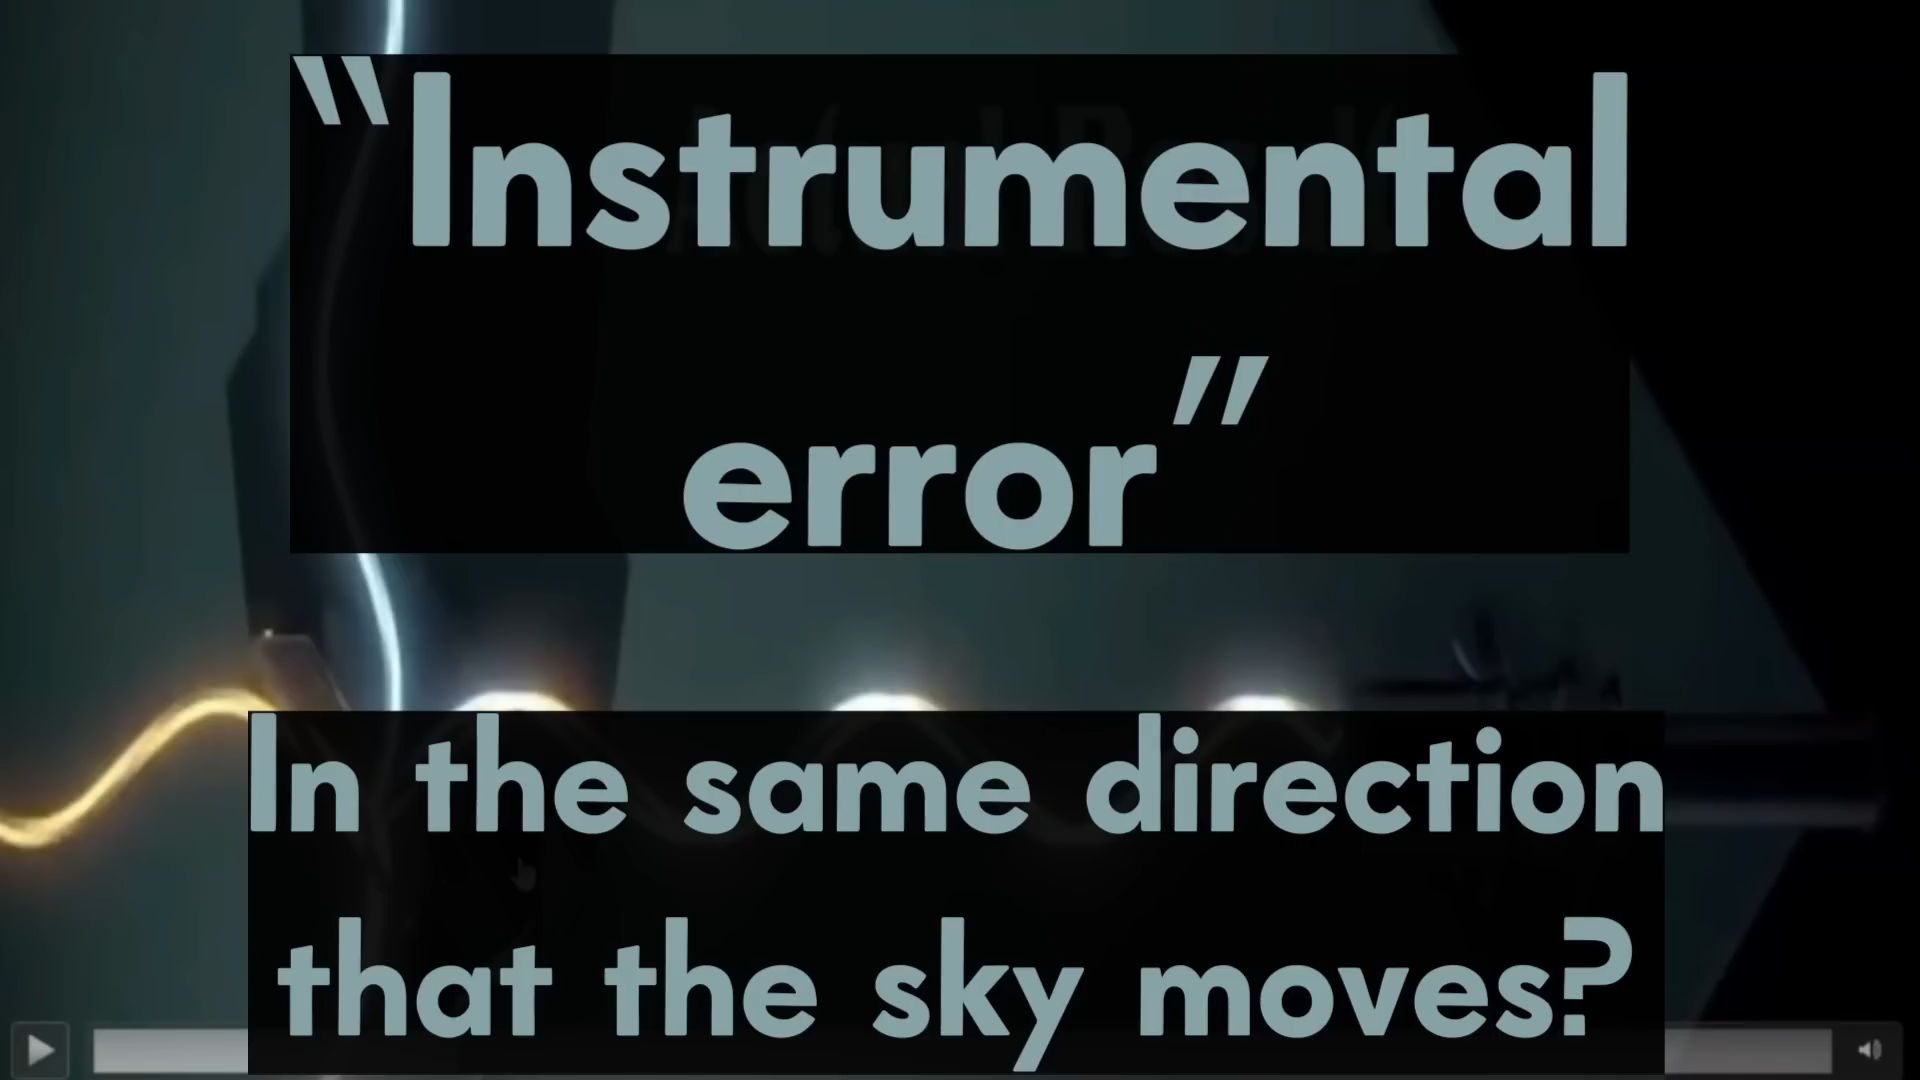 “Instrumental
error”
In the same direction
that the sky moves?